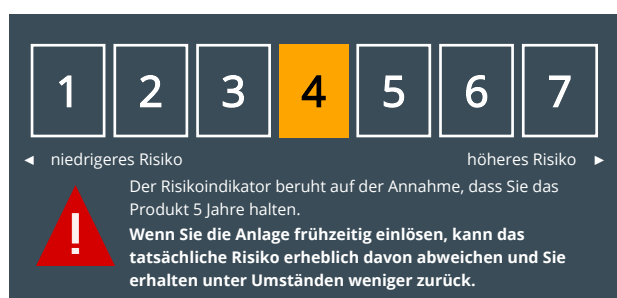 1 2 3 4 5 6 7
◄ niedrigeres Risiko höheres Risiko ►
Der Risikoindikator beruht auf der Annahme, dass Sie das
Produkt 5 Jahre halten.
Wenn Sie die Anlage frühzeitig einlösen, kann das
tatsächliche Risiko erheblich davon abweichen und Sie
erhalten unter Umständen weniger zurück.
!